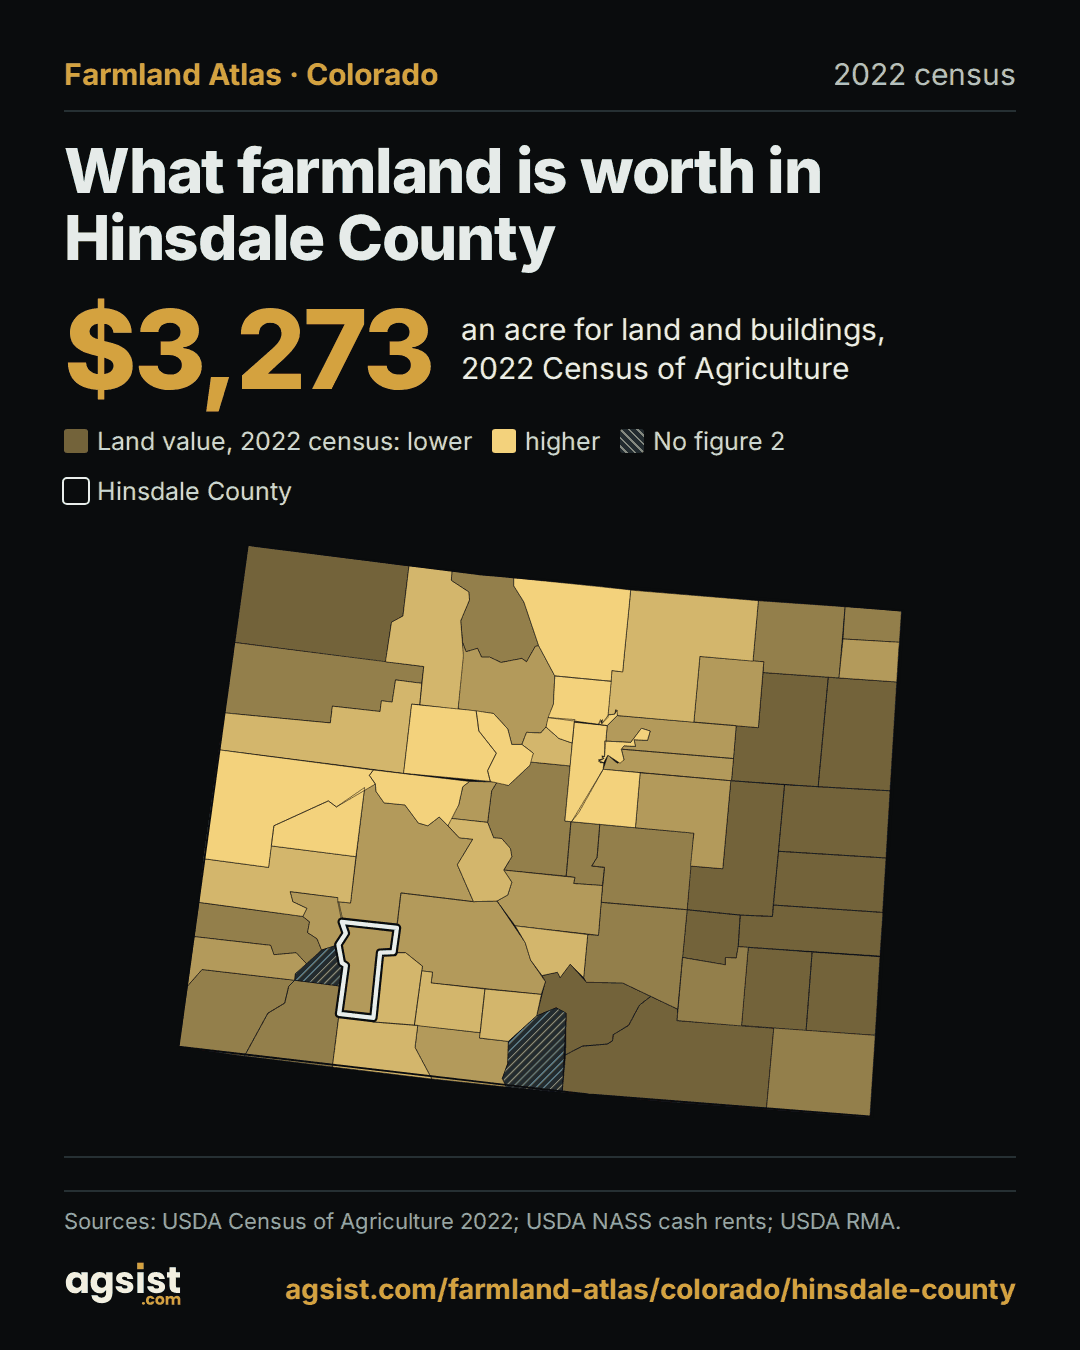 Farmland Atlas · Colorado
2022 census
What farmland is worth in
Hinsdale County
$3,273
an acre for land and buildings,
2022 Census of Agriculture
Land value, 2022 census: lower
higher
No figure 2
Hinsdale County
Sources: USDA Census of Agriculture 2022; USDA NASS cash rents; USDA RMA.
agsist
.com
agsist.com/farmland-atlas/colorado/hinsdale-county